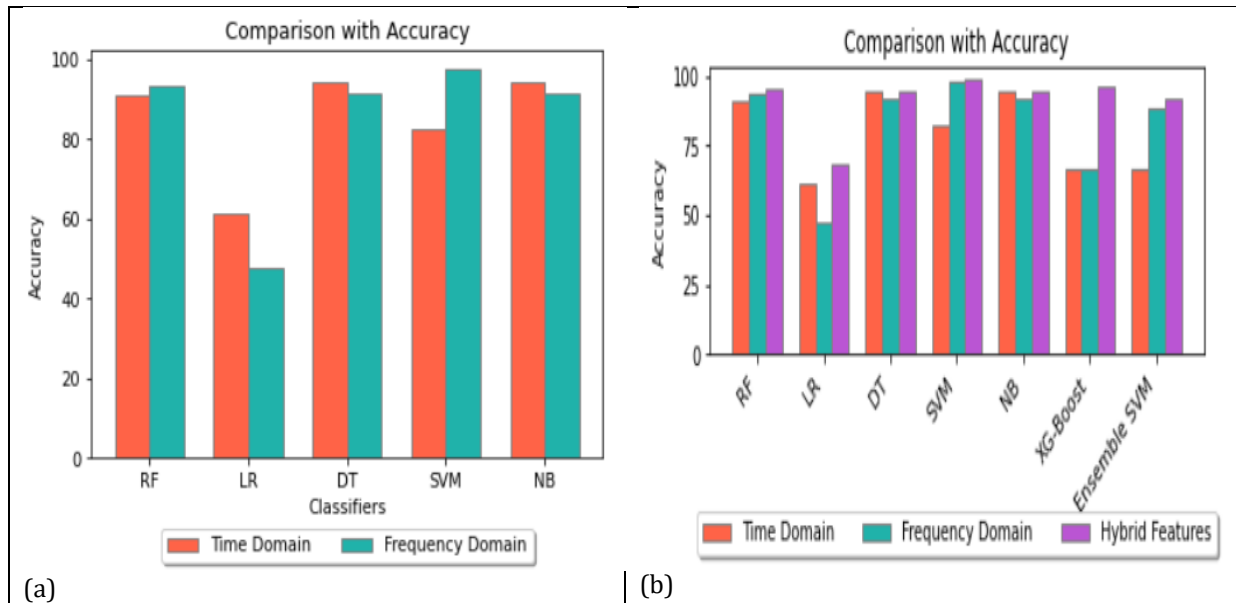 Comparison with Accuracy
100
80
60
40
20
0
Accuracy
RF LR DT SVM NB
Classifiers
Time Domain Frequency Domain
(a)
Comparison with Accuracy
100
75
50
25
0
Accuracy
RF LR DT SVM NB XG-Boost Ensemble SVM
Time Domain Frequency Domain Hybrid Features
(b)